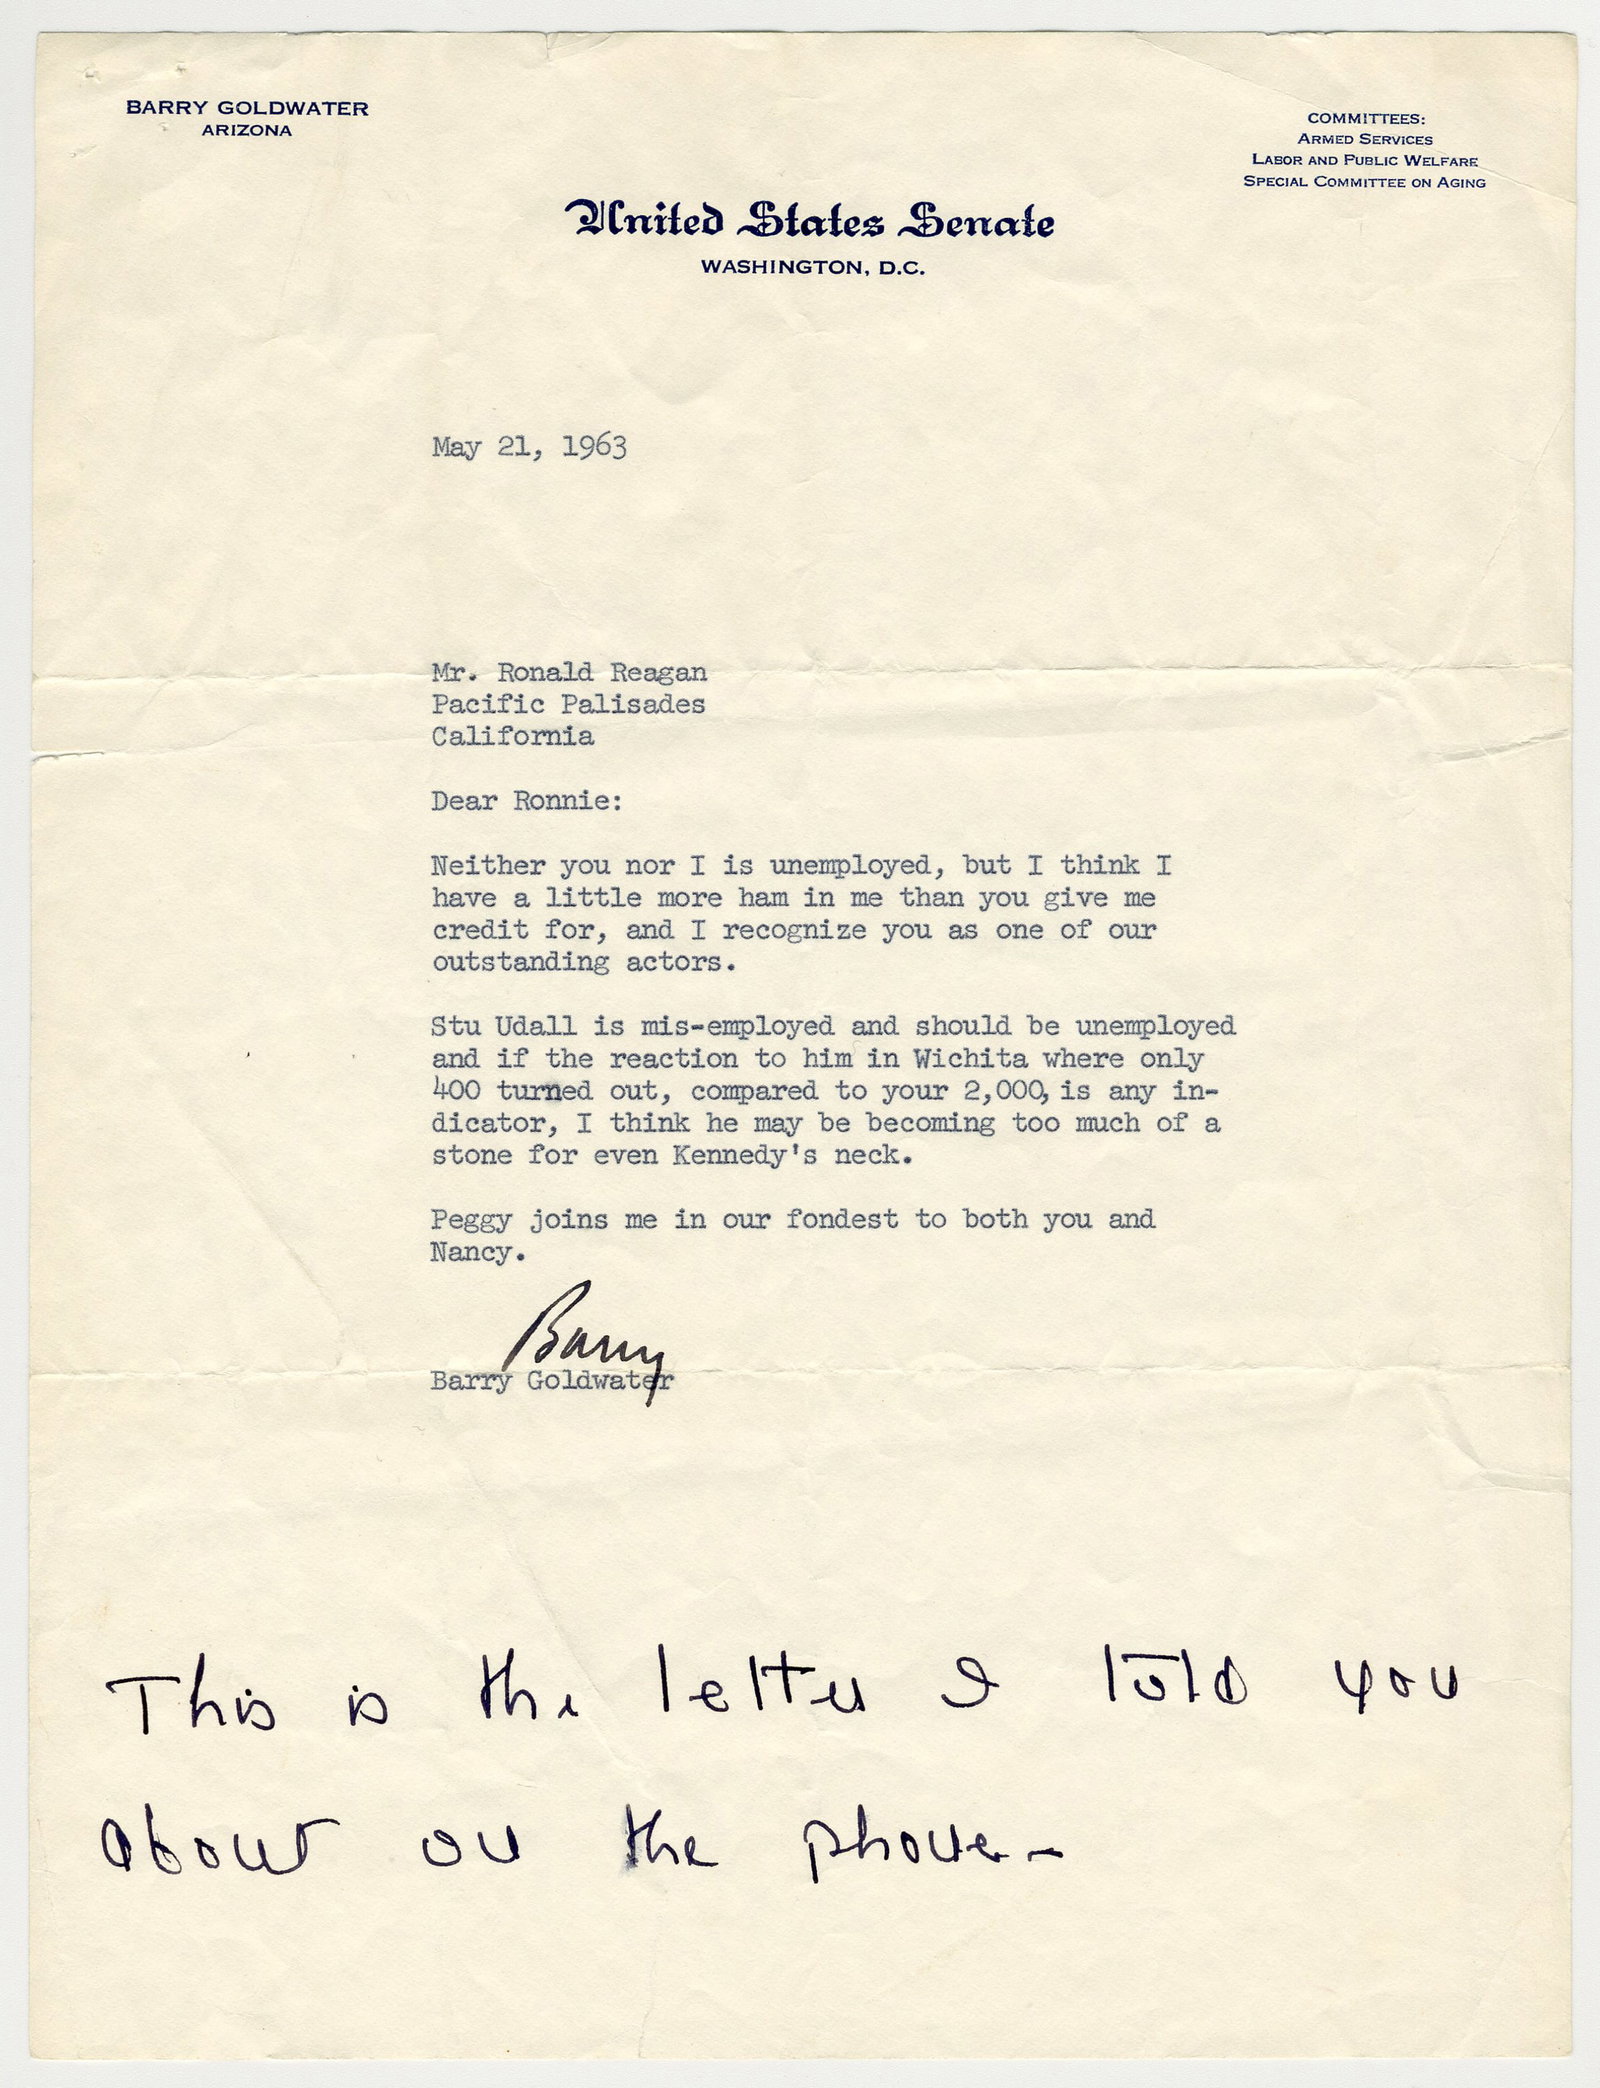 BARRY GOLDWATER
ARIZONA
COMMITTEES:
ARMED SERVICES
LABOR AND PUBLIC WELFARE
SPECIAL COMMITTEE ON AGING
United States Senate
WASHINGTON, D.C.
May 21, 1963
Mr. Ronald Reagan
Pacific Palisades
California
Dear Ronnie:
Neither you nor I is unemployed, but I think I
have a little more ham in me than you give me
credit for, and I recognize you as one of our
outstanding actors.
Stu Udall is mis-employed and should be unemployed
and if the reaction to him in Wichita where only
400 turned out, compared to your 2,000, is any in-
dicator, I think he may be becoming too much of a
stone for even Kennedy's neck.
Peggy joins me in our fondest to both you and
Nancy.
Barry
Barry Goldwater
This is the letter I told you
about on the phone -